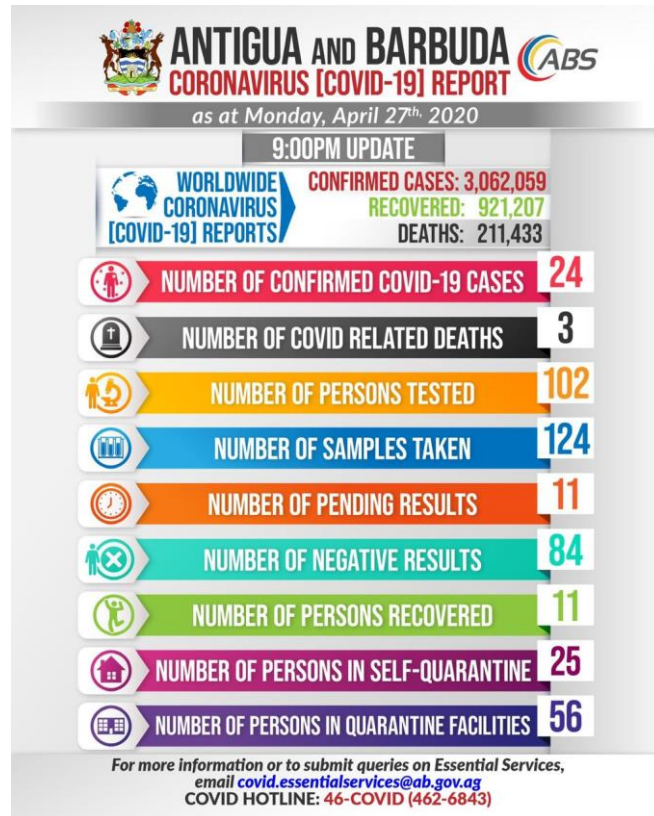 ANTIGUA AND BARBUDA
ABS
CORONAVIRUS [COVID-19] REPORT
as at Monday, April 27th, 2020
9:00PM UPDATE
WORLDWIDE
CORONAVIRUS
[COVID-19] REPORTS
CONFIRMED CASES: 3,062,059
RECOVERED: 921,207
DEATHS: 211,433
NUMBER OF CONFIRMED COVID-19 CASES 24
NUMBER OF COVID RELATED DEATHS 3
NUMBER OF PERSONS TESTED 102
NUMBER OF SAMPLES TAKEN 124
NUMBER OF PENDING RESULTS 11
NUMBER OF NEGATIVE RESULTS 84
NUMBER OF PERSONS RECOVERED 11
NUMBER OF PERSONS IN SELF-QUARANTINE 25
NUMBER OF PERSONS IN QUARANTINE FACILITIES 56
For more information or to submit queries on Essential Services,
email covid.essentialservices@ab.gov.ag
COVID HOTLINE: 46-COVID (462-6843)